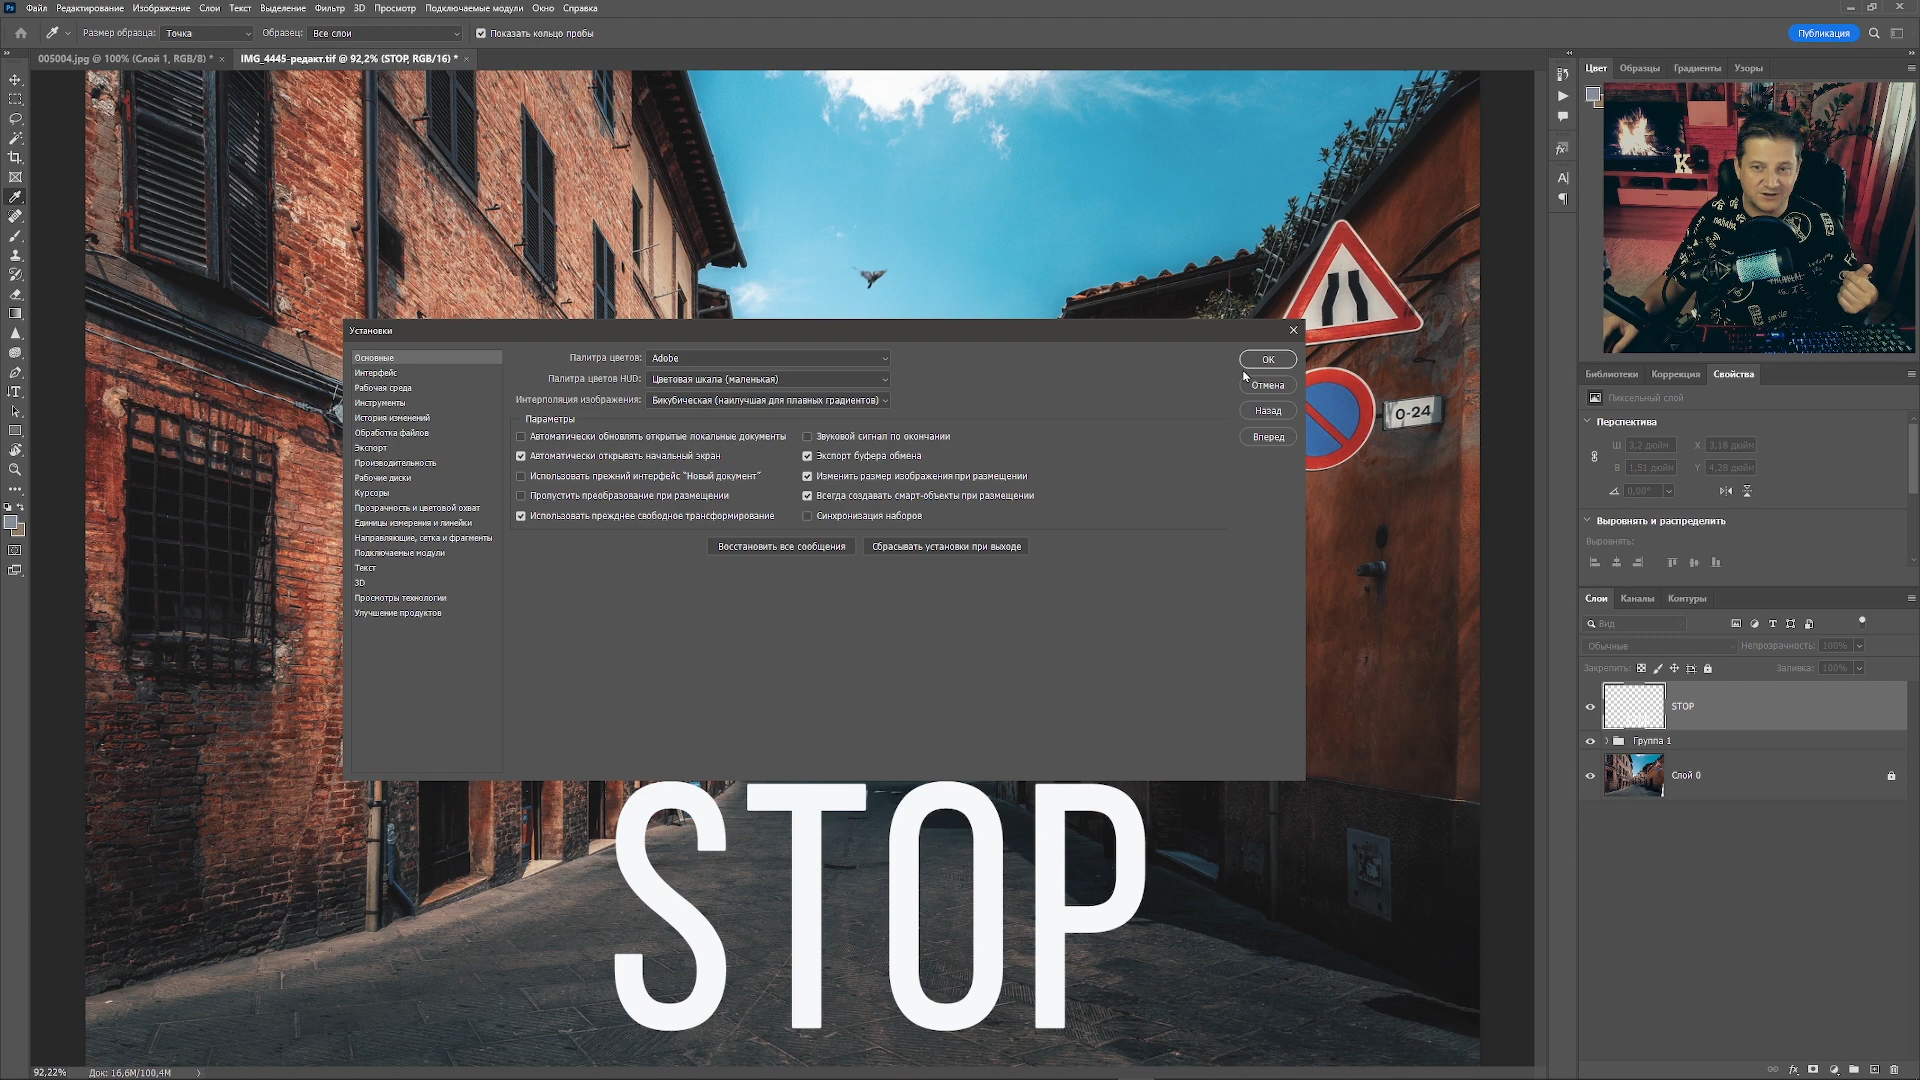 Ps Файл Редактирование Изображение Слои Текст Выделение Фильтр 3D Просмотр Подключаемые модули Окно Справка
Размер образца: Точка Образец: Все слои Показать кольцо пробы Публикация
005004.jpg @ 100% (Слой 1, RGB/8) * × IMG_4445-редакт.tif @ 92,2% (STOP, RGB/16) * ×
Цвет Образцы Градиенты Узоры
K
0-24
Установки
Основные
Интерфейс
Рабочая среда
Инструменты
История изменений
Обработка файлов
Экспорт
Производительность
Рабочие диски
Курсоры
Прозрачность и цветовой охват
Единицы измерения и линейки
Направляющие, сетка и фрагменты
Подключаемые модули
Текст
3D
Просмотры технологии
Улучшение продуктов
Палитра цветов: Adobe
Палитра цветов HUD: Цветовая шкала (маленькая)
Интерполяция изображения: Бикубическая (наилучшая для плавных градиентов)
Параметры
Автоматически обновлять открытые локальные документы
Автоматически открывать начальный экран
Использовать прежний интерфейс "Новый документ"
Пропустить преобразование при размещении
Использовать прежнее свободное трансформирование
Звуковой сигнал по окончании
Экспорт буфера обмена
Изменить размер изображения при размещении
Всегда создавать смарт-объекты при размещении
Синхронизация наборов
Восстановить все сообщения Сбрасывать установки при выходе
OK
Отмена
Назад
Вперед
STOP
Библиотеки Коррекция Свойства
Пиксельный слой
Перспектива
Ш 3,2 дюйм X 3,18 дюйм
В 1,51 дюйм Y 4,28 дюйм
0,00°
Выровнять и распределить
Выровнять:
Слои Каналы Контуры
Вид
Обычные Непрозрачность: 100%
Закрепить: Заливка: 100%
STOP
Группа 1
Слой 0
92,22% Док: 16,6M/100,4M